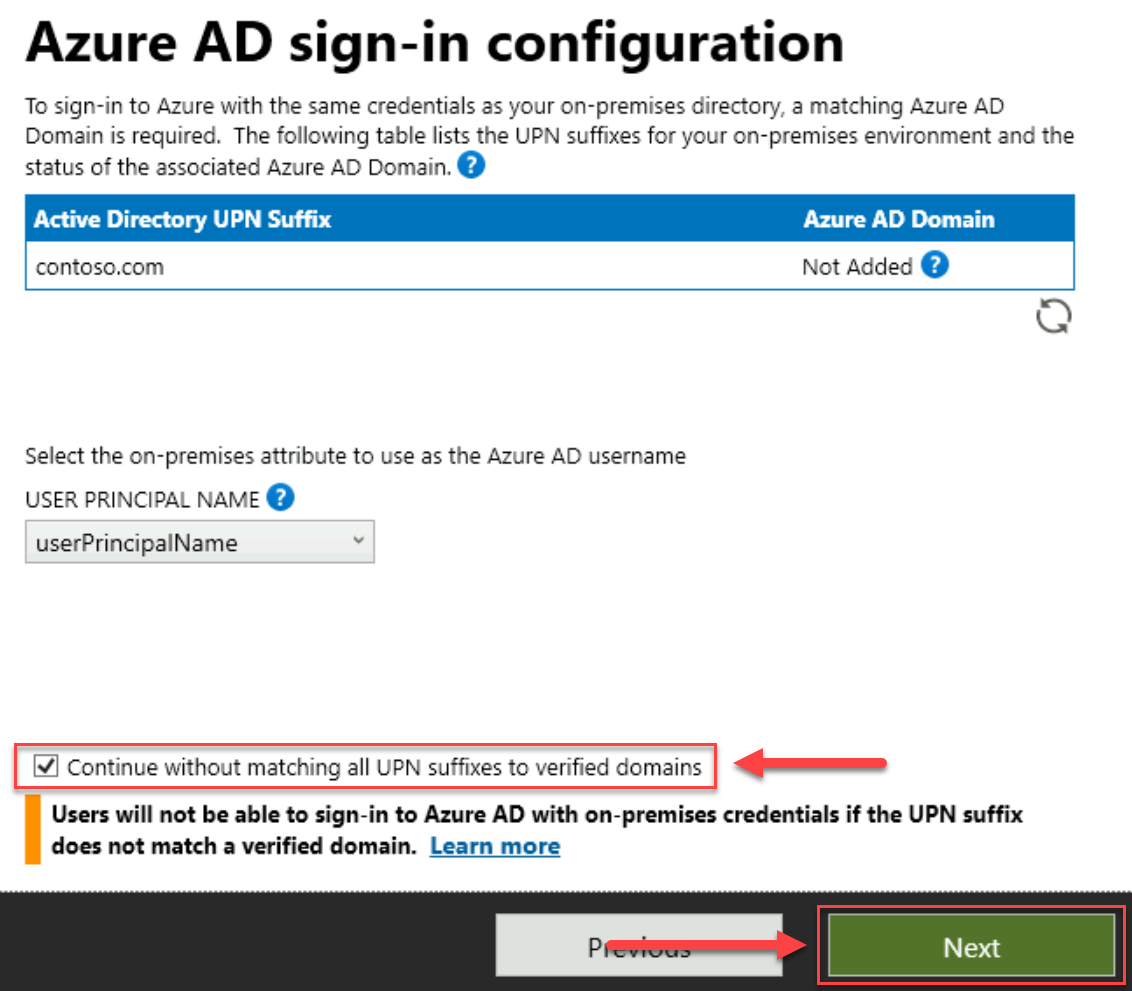 Azure AD sign-in configuration
To sign-in to Azure with the same credentials as your on-premises directory, a matching Azure AD
Domain is required.  The following table lists the UPN suffixes for your on-premises environment and the
status of the associated Azure AD Domain. ?
Active Directory UPN Suffix Azure AD Domain
contoso.com Not Added ?
Select the on-premises attribute to use as the Azure AD username
USER PRINCIPAL NAME ?
userPrincipalName
Continue without matching all UPN suffixes to verified domains
Users will not be able to sign-in to Azure AD with on-premises credentials if the UPN suffix
does not match a verified domain.  Learn more
Previous Next